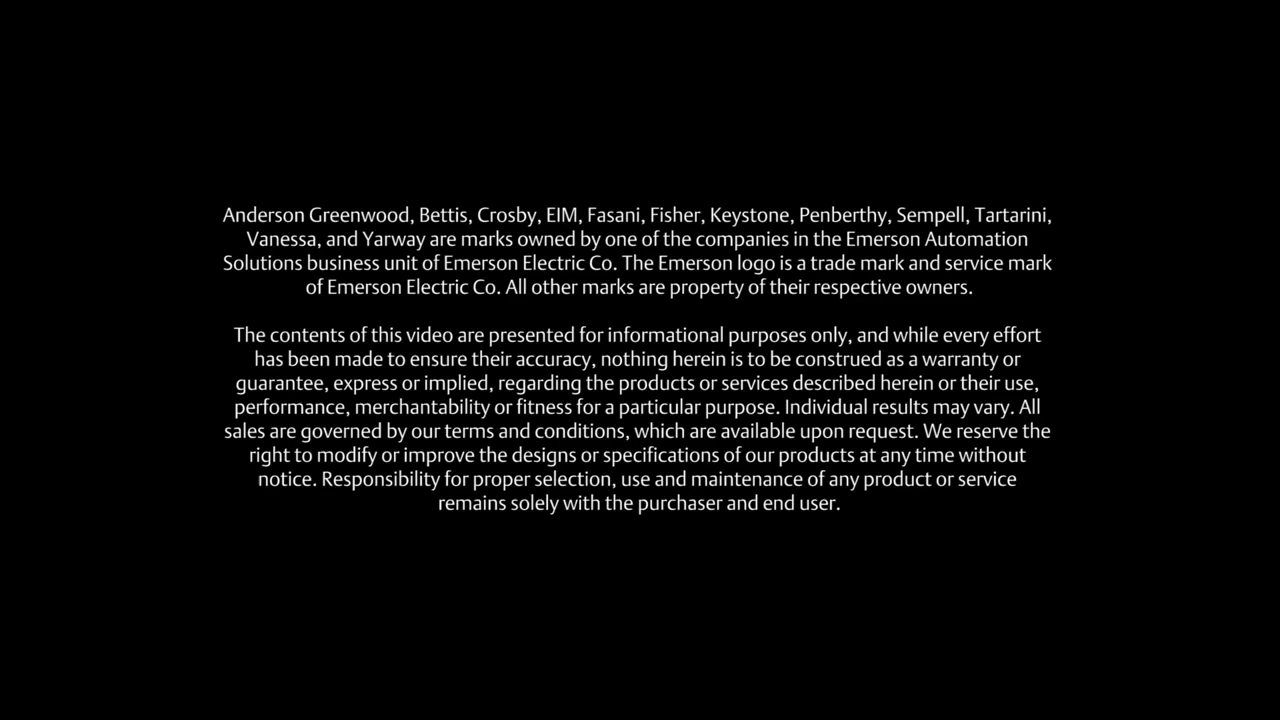 Anderson Greenwood, Bettis, Crosby, EIM, Fasani, Fisher, Keystone, Penberthy, Sempell, Tartarini,
Vanessa, and Yarway are marks owned by one of the companies in the Emerson Automation
Solutions business unit of Emerson Electric Co. The Emerson logo is a trade mark and service mark
of Emerson Electric Co. All other marks are property of their respective owners.
The contents of this video are presented for informational purposes only, and while every effort
has been made to ensure their accuracy, nothing herein is to be construed as a warranty or
guarantee, express or implied, regarding the products or services described herein or their use,
performance, merchantability or fitness for a particular purpose. Individual results may vary. All
sales are governed by our terms and conditions, which are available upon request. We reserve the
right to modify or improve the designs or specifications of our products at any time without
notice. Responsibility for proper selection, use and maintenance of any product or service
remains solely with the purchaser and end user.